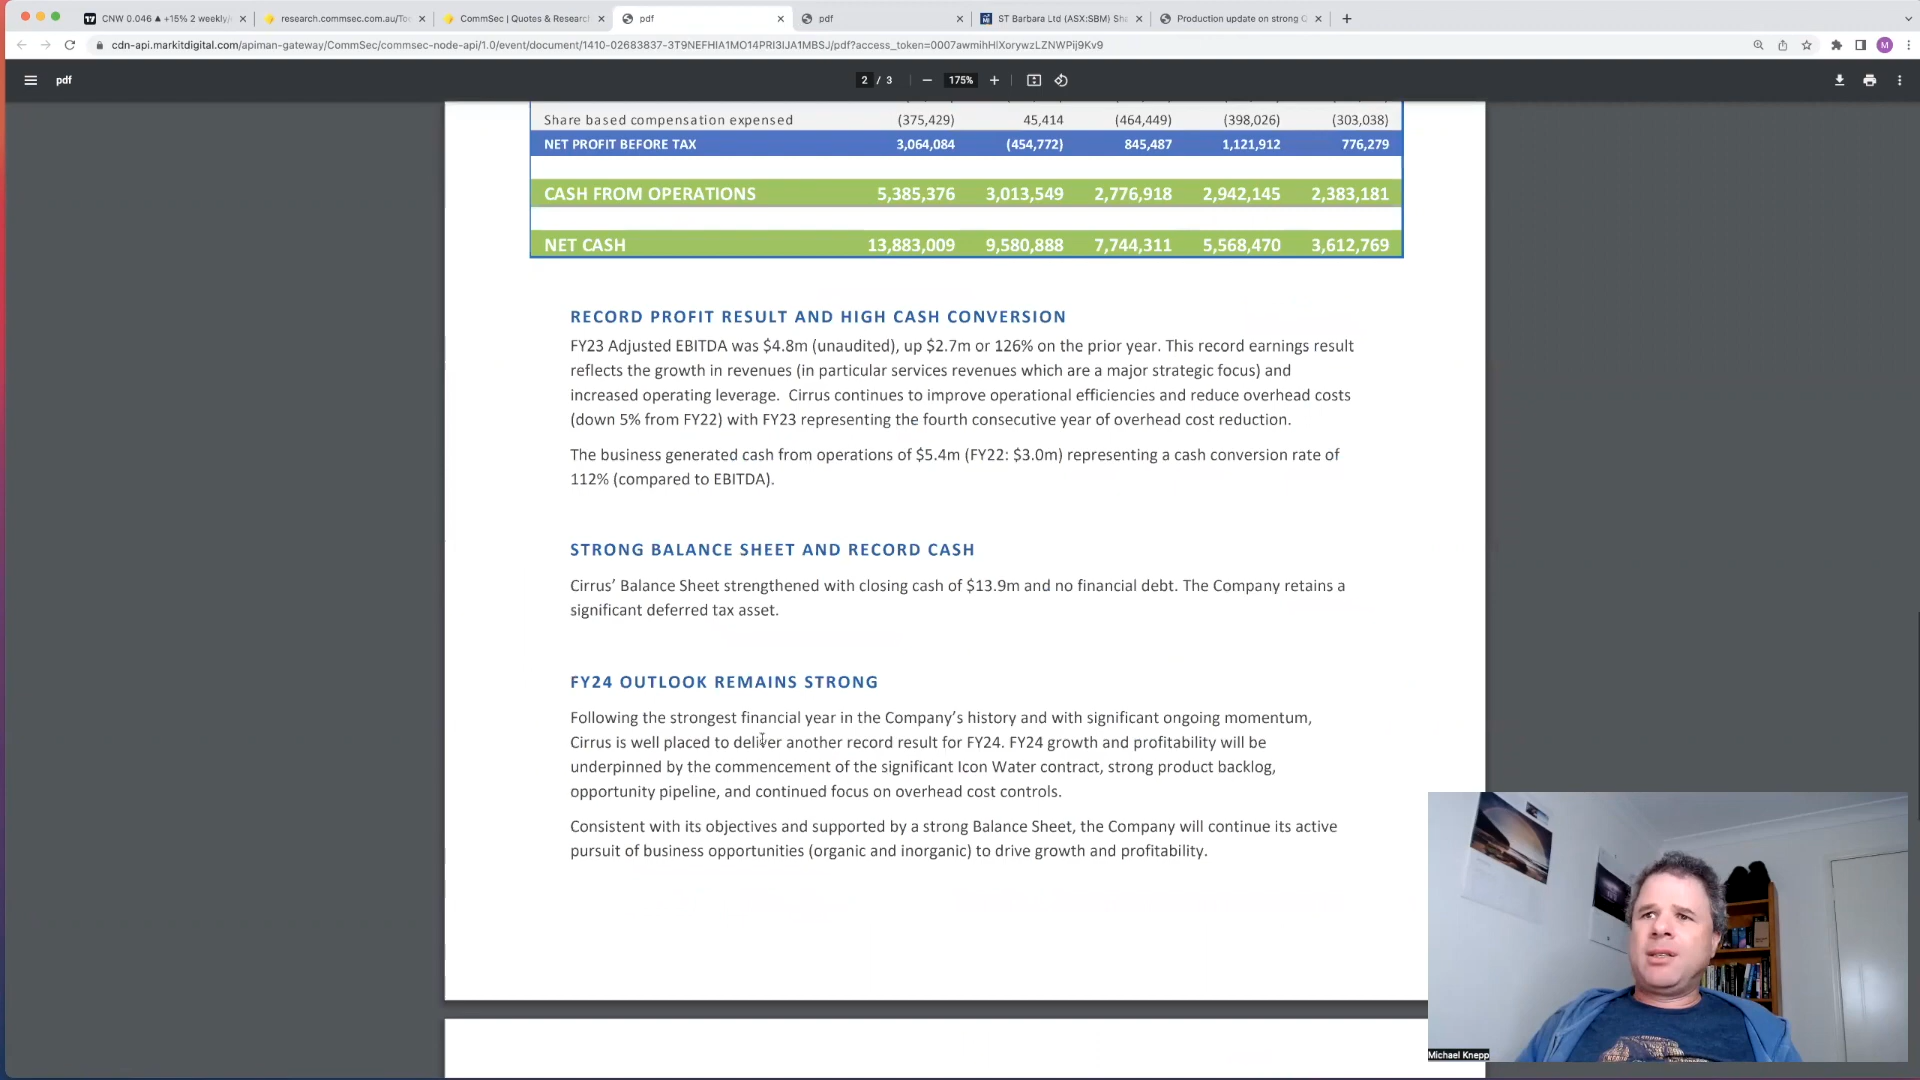 CNW 0.046 ▲ +15% 2 weekly/
research.commsec.com.au/To
CommSec | Quotes & Researc
pdf
pdf
ST Barbara Ltd (ASX:SBM) Sh
Production update on strong Q
cdn-api.markitdigital.com/apiman-gateway/CommSec/commsec-node-api/1.0/event/document/1410-02683837-3T9NEFHIA1MO14PRI3IJA1MBSJ/pdf?access_token=0007awmihHlXorywzLZNWPij9Kv9
pdf
2 / 3
175%
Share based compensation expensed (375,429) 45,414 (464,449) (398,026) (303,038)
NET PROFIT BEFORE TAX 3,064,084 (454,772) 845,487 1,121,912 776,279
CASH FROM OPERATIONS 5,385,376 3,013,549 2,776,918 2,942,145 2,383,181
NET CASH 13,883,009 9,580,888 7,744,311 5,568,470 3,612,769
RECORD PROFIT RESULT AND HIGH CASH CONVERSION
FY23 Adjusted EBITDA was $4.8m (unaudited), up $2.7m or 126% on the prior year. This record earnings result
reflects the growth in revenues (in particular services revenues which are a major strategic focus) and
increased operating leverage. Cirrus continues to improve operational efficiencies and reduce overhead costs
(down 5% from FY22) with FY23 representing the fourth consecutive year of overhead cost reduction.
The business generated cash from operations of $5.4m (FY22: $3.0m) representing a cash conversion rate of
112% (compared to EBITDA).
STRONG BALANCE SHEET AND RECORD CASH
Cirrus' Balance Sheet strengthened with closing cash of $13.9m and no financial debt. The Company retains a
significant deferred tax asset.
FY24 OUTLOOK REMAINS STRONG
Following the strongest financial year in the Company's history and with significant ongoing momentum,
Cirrus is well placed to deliver another record result for FY24. FY24 growth and profitability will be
underpinned by the commencement of the significant Icon Water contract, strong product backlog,
opportunity pipeline, and continued focus on overhead cost controls.
Consistent with its objectives and supported by a strong Balance Sheet, the Company will continue its active
pursuit of business opportunities (organic and inorganic) to drive growth and profitability.
Michael Knepp